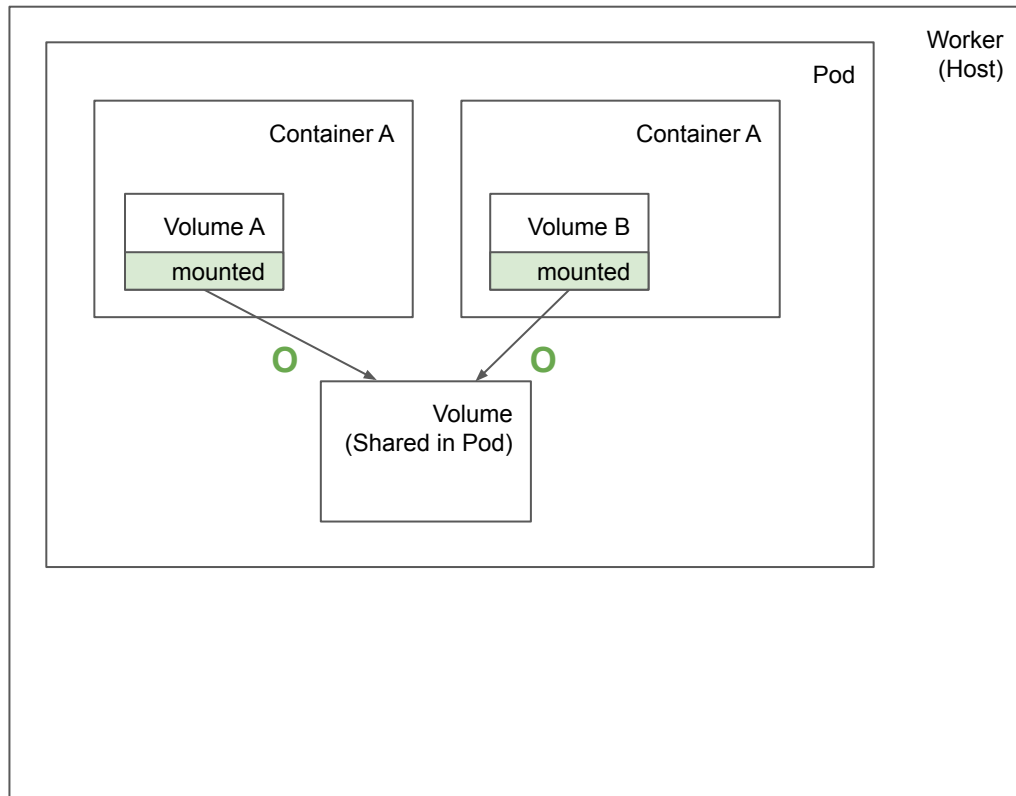 Worker
(Host)
Pod
Container A
Container A
Volume A
mounted
Volume B
mounted
O
O
Volume
(Shared in Pod)